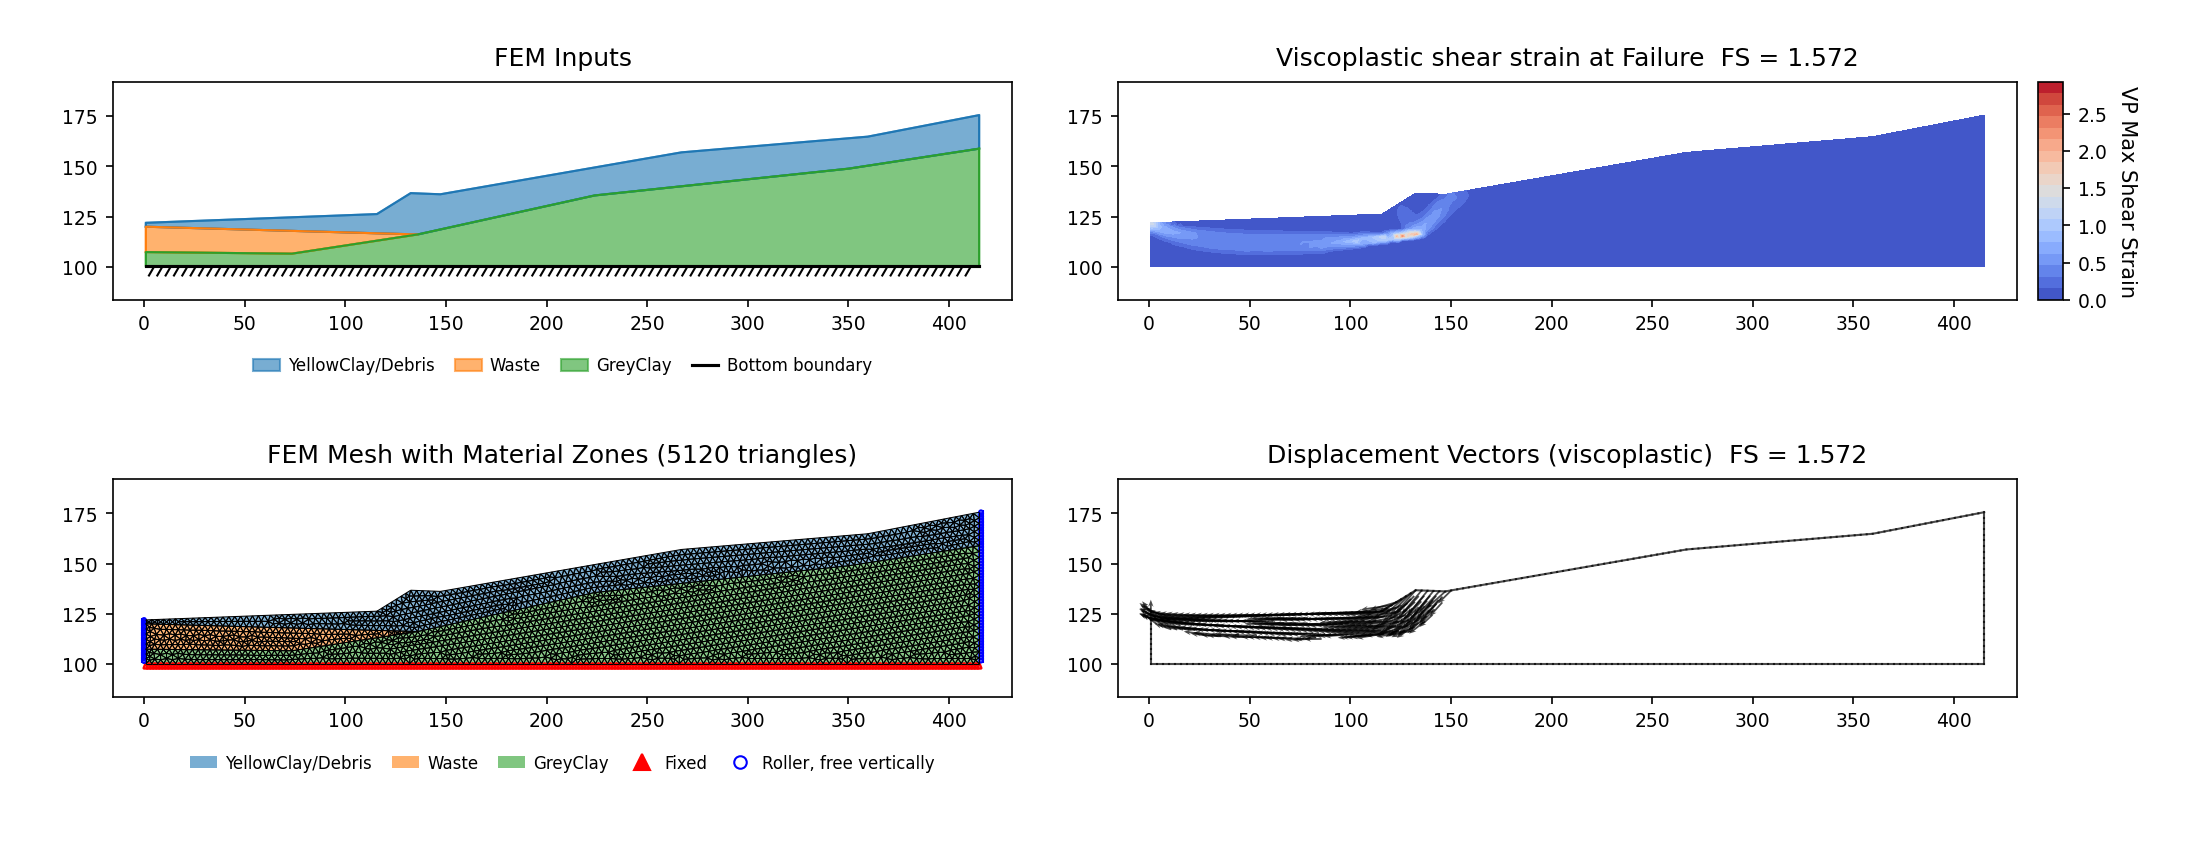 FEM Inputs
175
150
125
100
0 50 100 150 200 250 300 350 400
YellowClay/Debris Waste GreyClay Bottom boundary
Viscoplastic shear strain at Failure FS = 1.572
175
150
125
100
0 50 100 150 200 250 300 350 400
2.5
2.0
1.5
1.0
0.5
0.0
VP Max Shear Strain
FEM Mesh with Material Zones (5120 triangles)
175
150
125
100
0 50 100 150 200 250 300 350 400
YellowClay/Debris Waste GreyClay Fixed Roller, free vertically
Displacement Vectors (viscoplastic) FS = 1.572
175
150
125
100
0 50 100 150 200 250 300 350 400